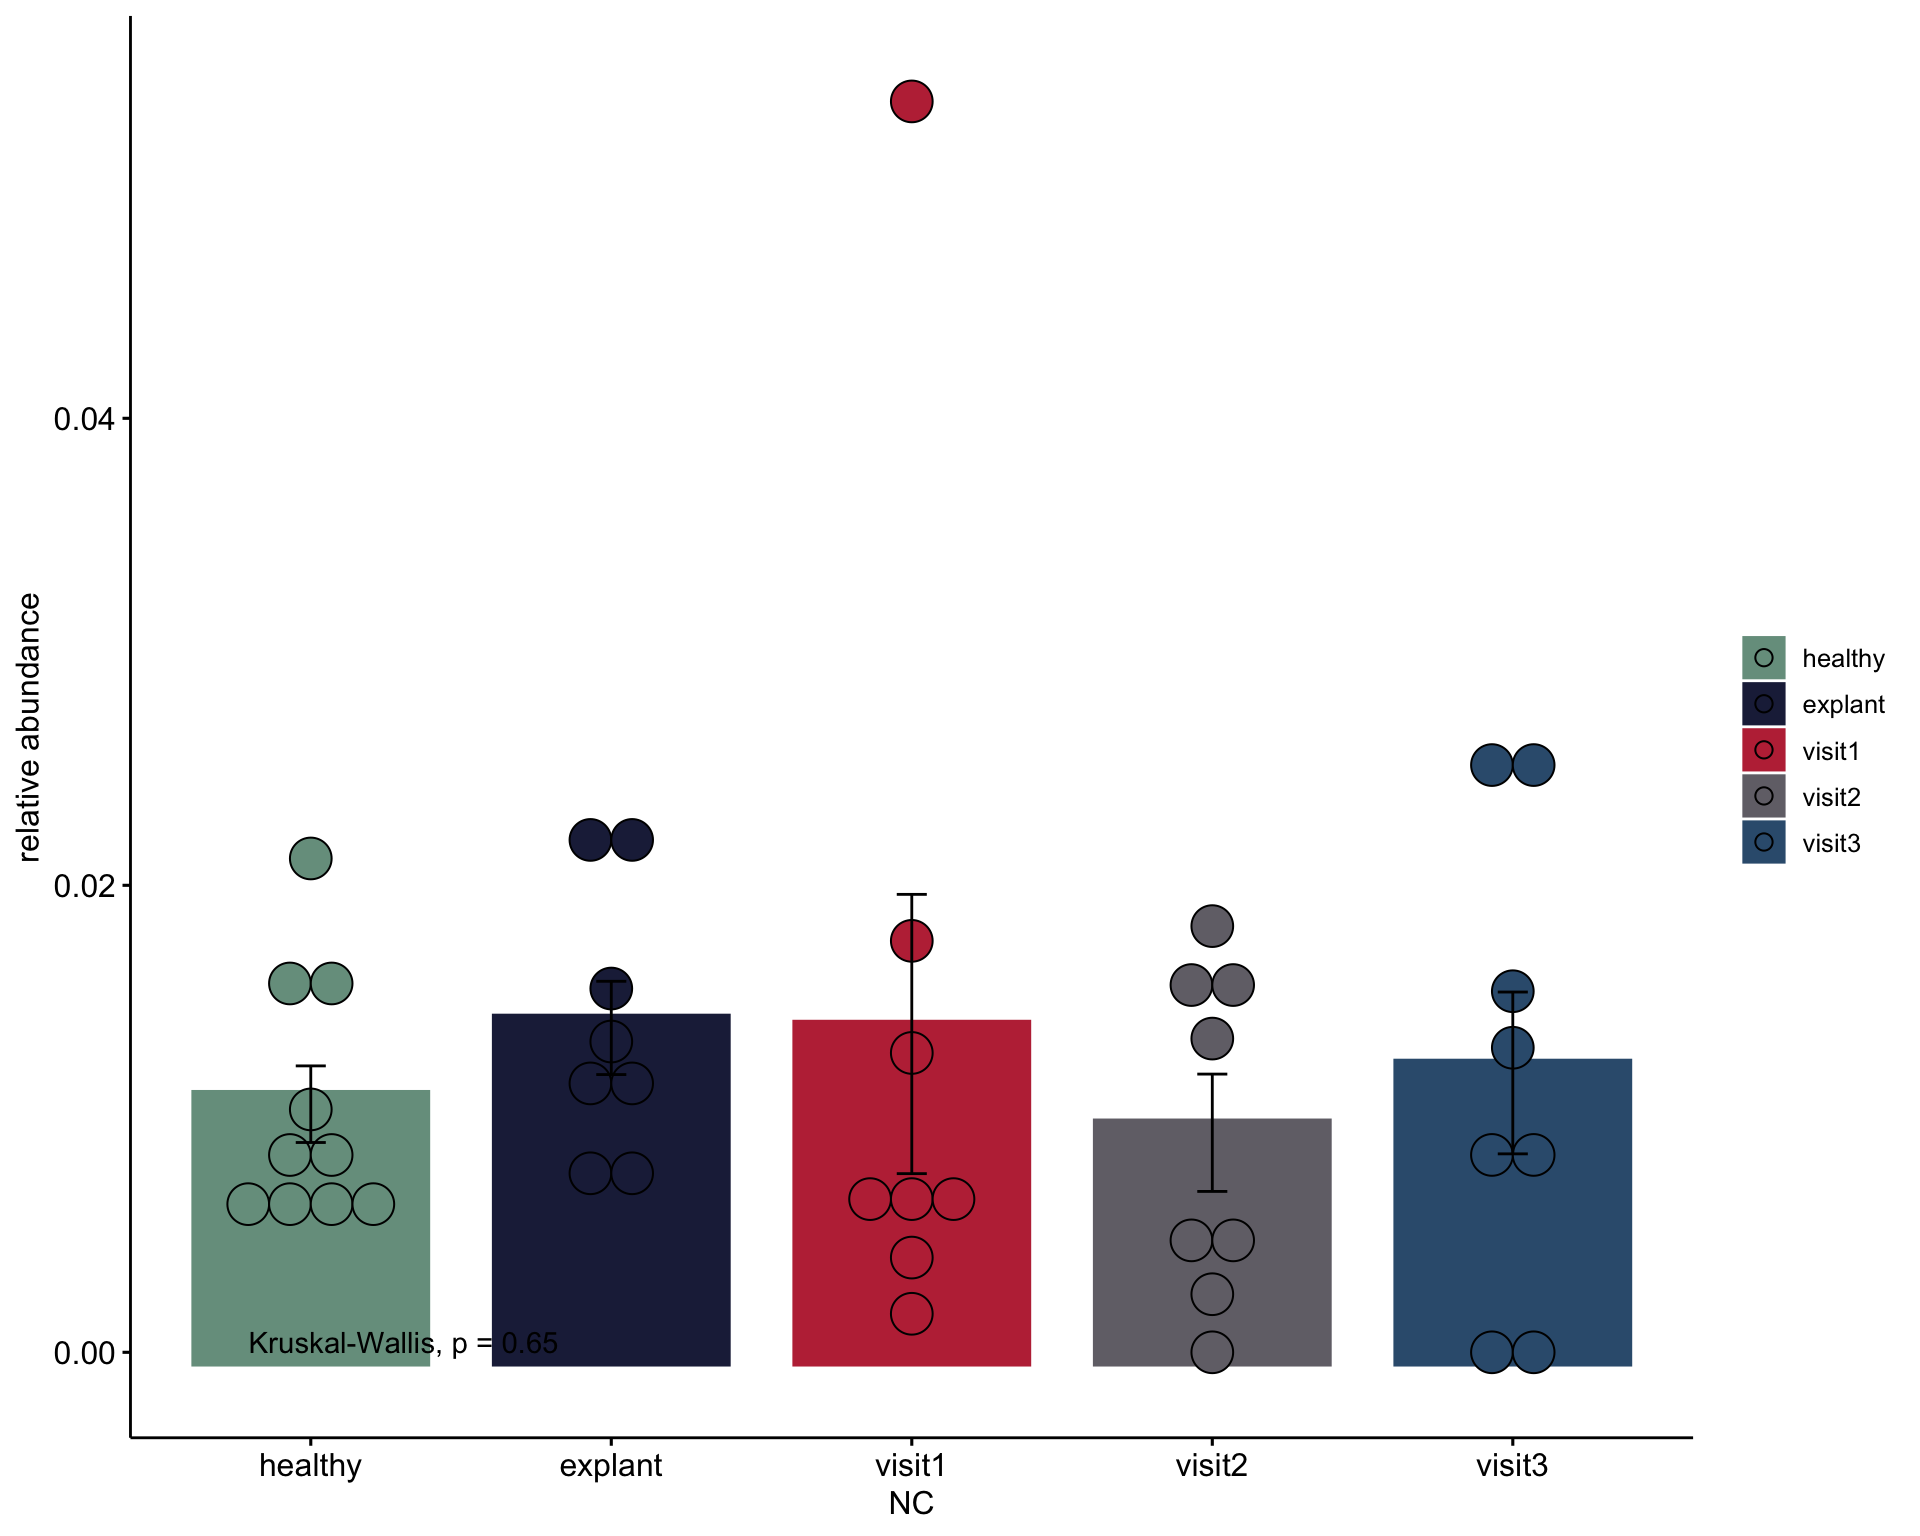 relative abundance
0.04
0.02
0.00
Kruskal-Wallis, p = 0.65
healthy
explant
visit1
visit2
visit3
NC
healthy
explant
visit1
visit2
visit3